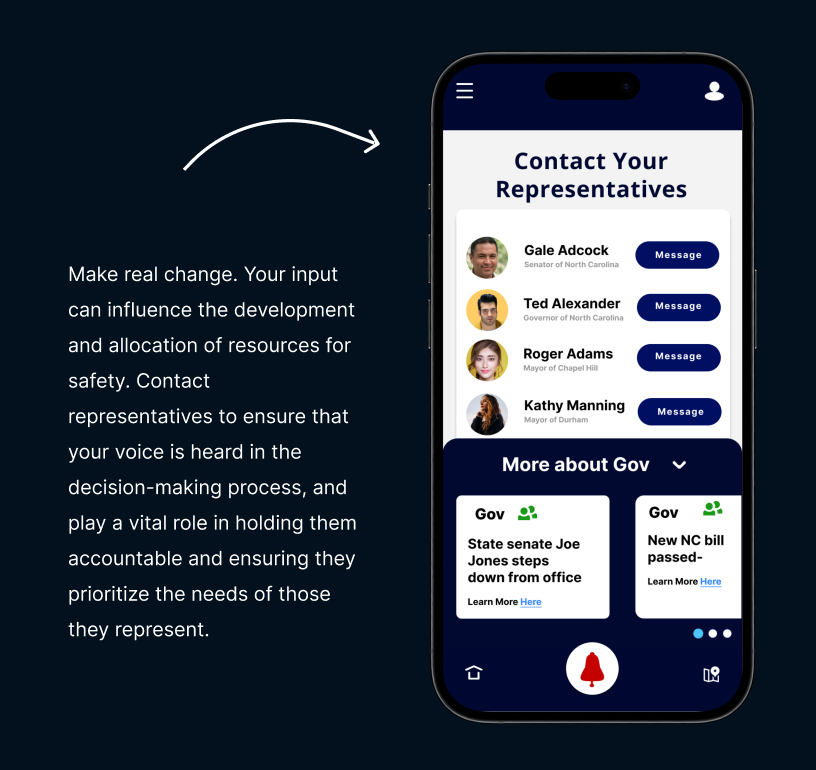 Make real change. Your input
can influence the development
and allocation of resources for
safety. Contact
representatives to ensure that
your voice is heard in the
decision-making process, and
play a vital role in holding them
accountable and ensuring they
prioritize the needs of those
they represent.
Contact Your
Representatives
Gale Adcock
Senator of North Carolina
Message
Ted Alexander
Governor of North Carolina
Message
Roger Adams
Mayor of Chapel Hill
Message
Kathy Manning
Mayor of Durham
Message
More about Gov
Gov
State senate Joe
Jones steps
down from office
Learn More Here
Gov
New NC bill
passed-
Learn More Here